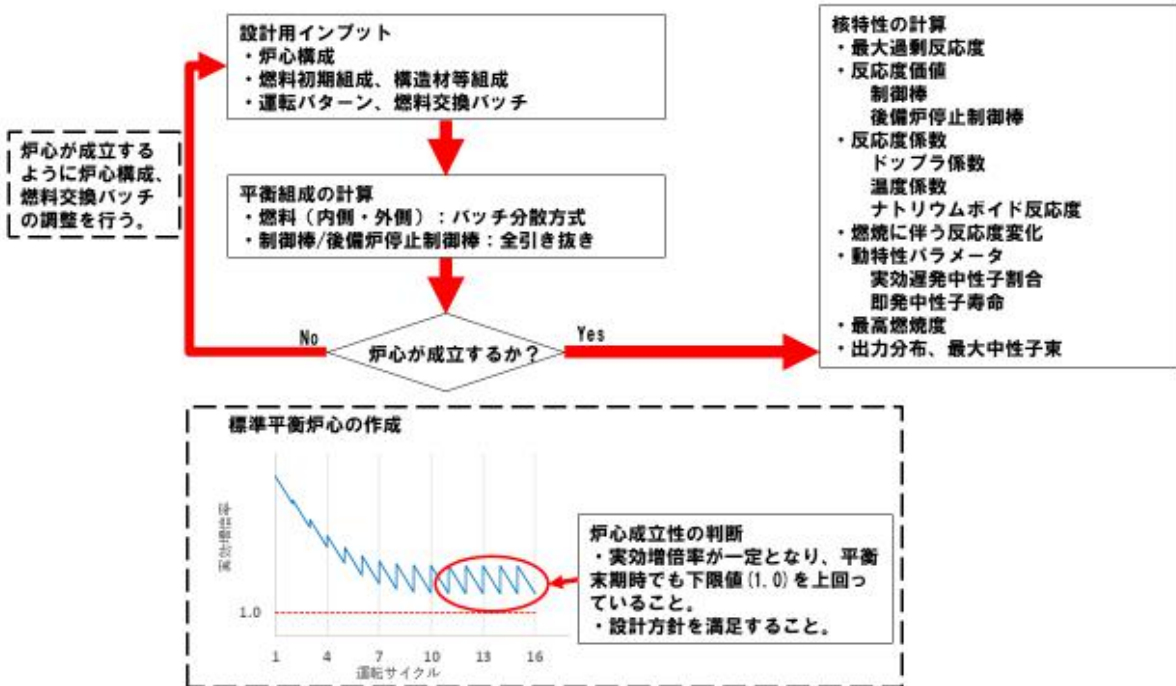 設計用インプット
・炉心構成
・燃料初期組成、構造材等組成
・運転パターン、燃料交換バッチ
炉心が成立する
ように炉心構成、
燃料交換バッチ
の調整を行う。
平衡組成の計算
・燃料（内側・外側）：バッチ分散方式
・制御棒/後備炉停止制御棒：全引き抜き
No
炉心が成立するか？
Yes
核特性の計算
・最大過剰反応度
・反応度価値
制御棒
後備炉停止制御棒
・反応度係数
ドップラ係数
温度係数
ナトリウムボイド反応度
・燃焼に伴う反応度変化
・動特性パラメータ
実効遅発中性子割合
即発中性子寿命
・最高燃焼度
・出力分布、最大中性子束
標準平衡炉心の作成
実効増倍率
1.0
1 4 7 10 13 16
運転サイクル
炉心成立性の判断
・実効増倍率が一定となり、平衡
末期時でも下限値(1.0)を上回っ
ていること。
・設計方針を満足すること。